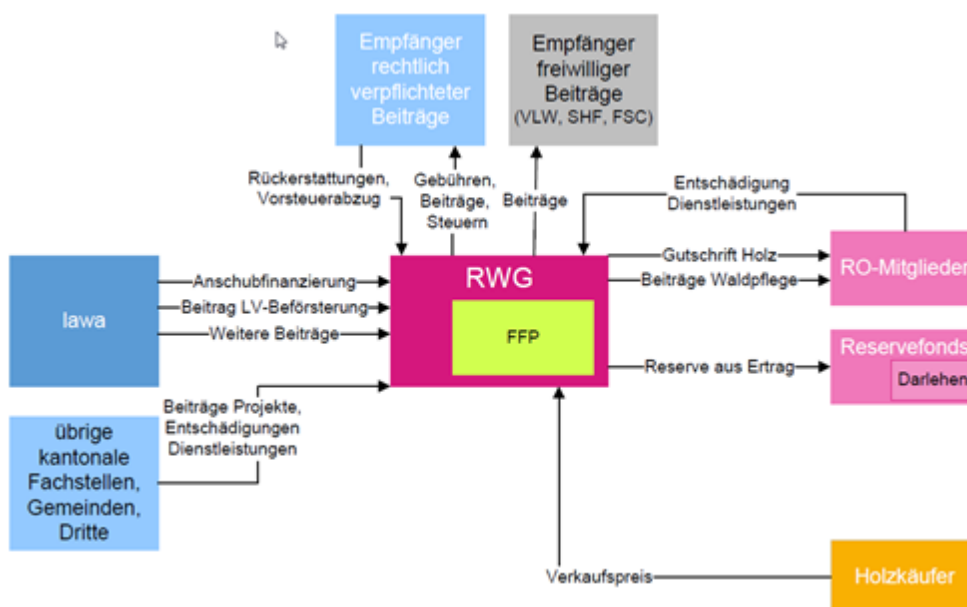 Empfänger
rechtlich
verpflichteter
Beiträge
Empfänger
freiwilliger
Beiträge
(VLW, SHF, FSC)
Rückerstattungen,
Vorsteuerabzug
Gebühren,
Beiträge,
Steuern
Beiträge
Entschädigung
Dienstleistungen
lawa
Anschubfinanzierung
Beitrag LV-Beförsterung
Weitere Beiträge
RWG
FFP
Gutschrift Holz
Beiträge Waldpflege
RO-Mitglieder
Reserve aus Ertrag
Reservefonds
Darlehen
Beiträge Projekte,
Entschädigungen
Dienstleistungen
übrige
kantonale
Fachstellen,
Gemeinden,
Dritte
Verkaufspreis
Holzkäufer